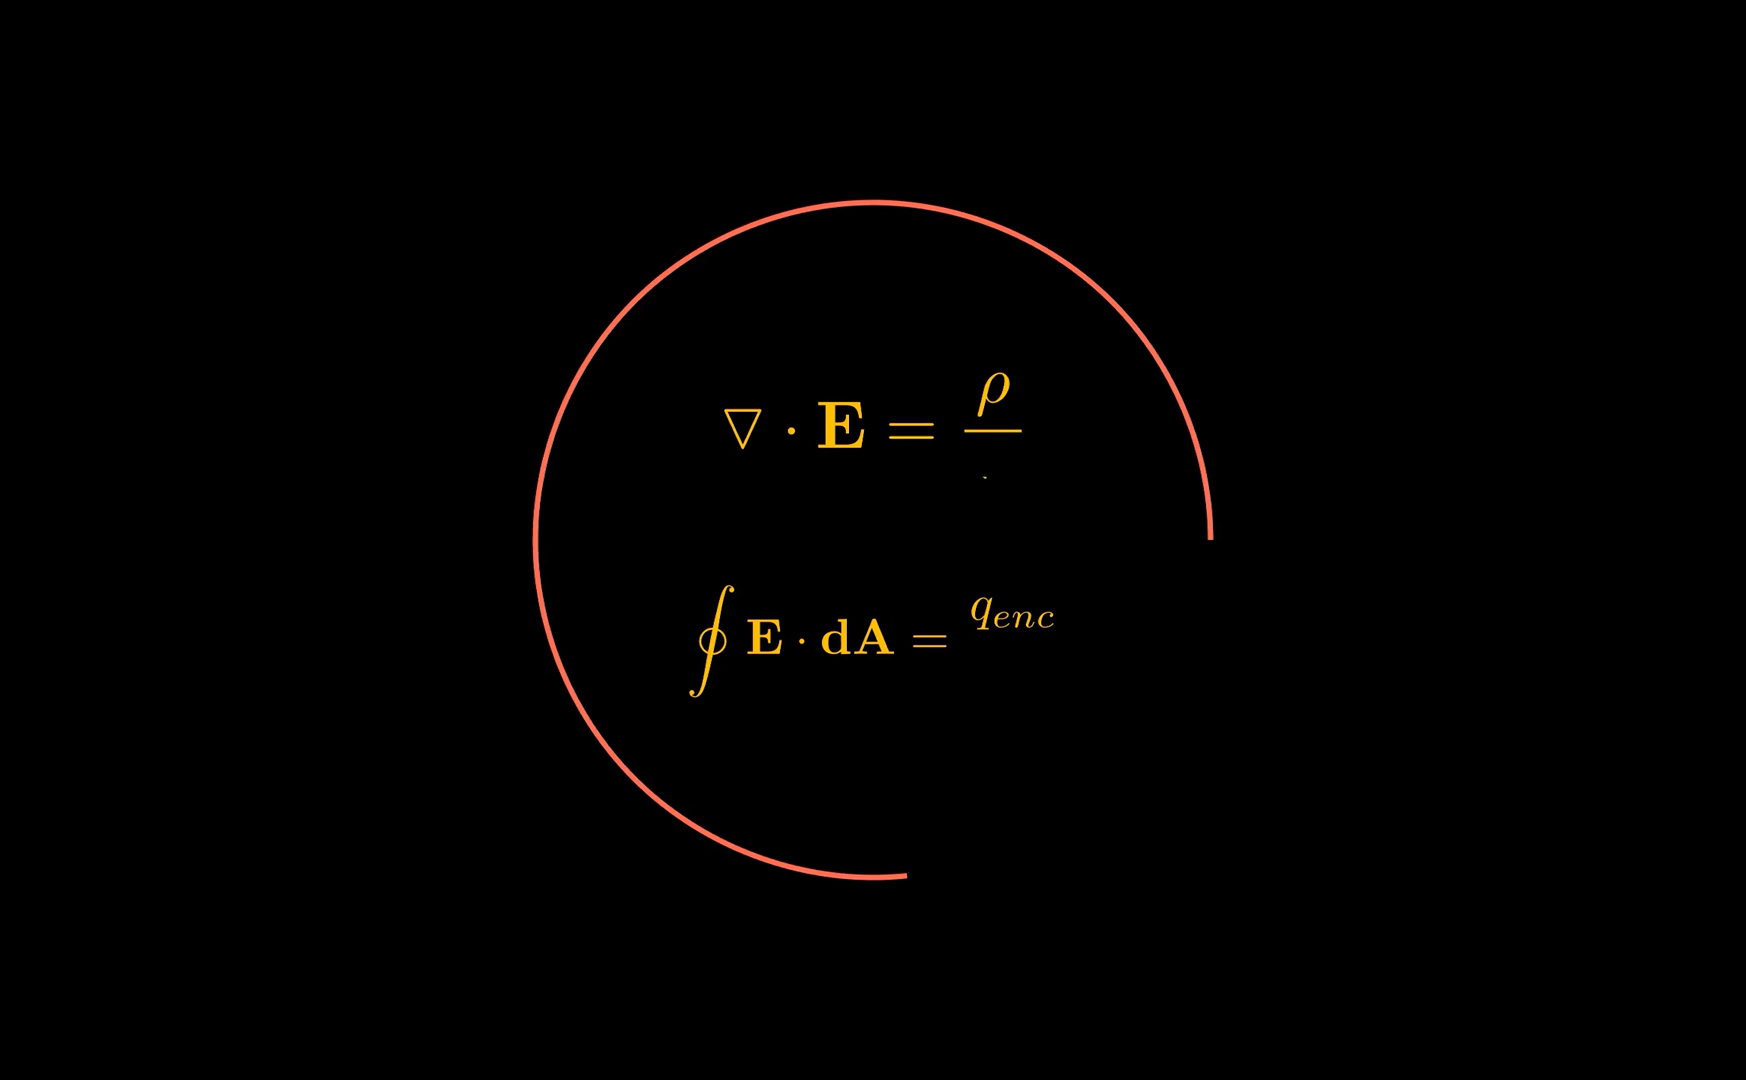 ∇ · E = ρ/
∮ E · dA = q_enc